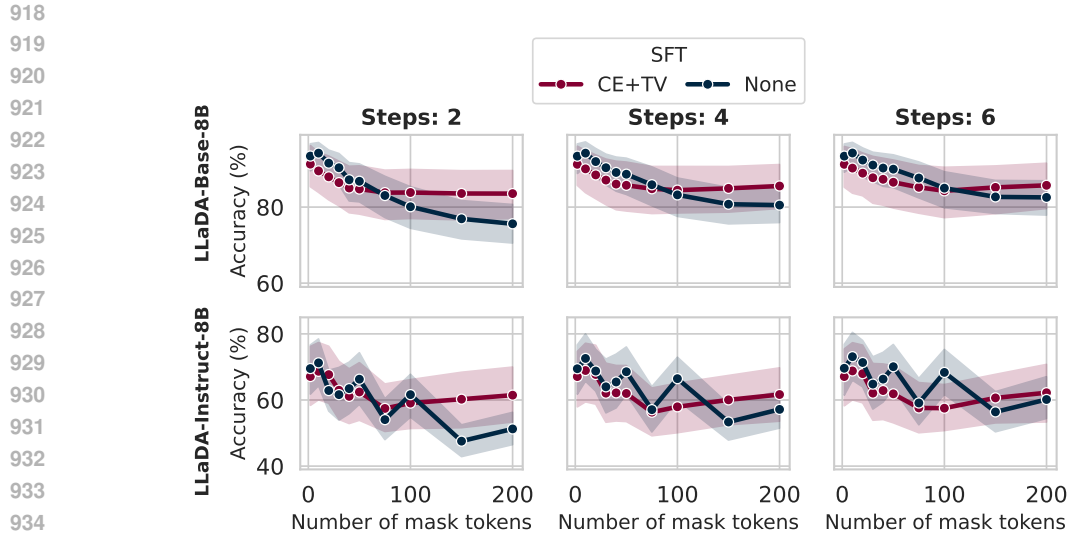 918
919
920
921
922
923
924
925
926
927
928
929
930
931
932
933
934
SFT
CE+TV None
Steps: 2 Steps: 4 Steps: 6
LLaDA-Base-8B
Accuracy (%)
80
60
LLaDA-Instruct-8B
Accuracy (%)
80
60
40
0 100 200 0 100 200 0 100 200
Number of mask tokens Number of mask tokens Number of mask tokens